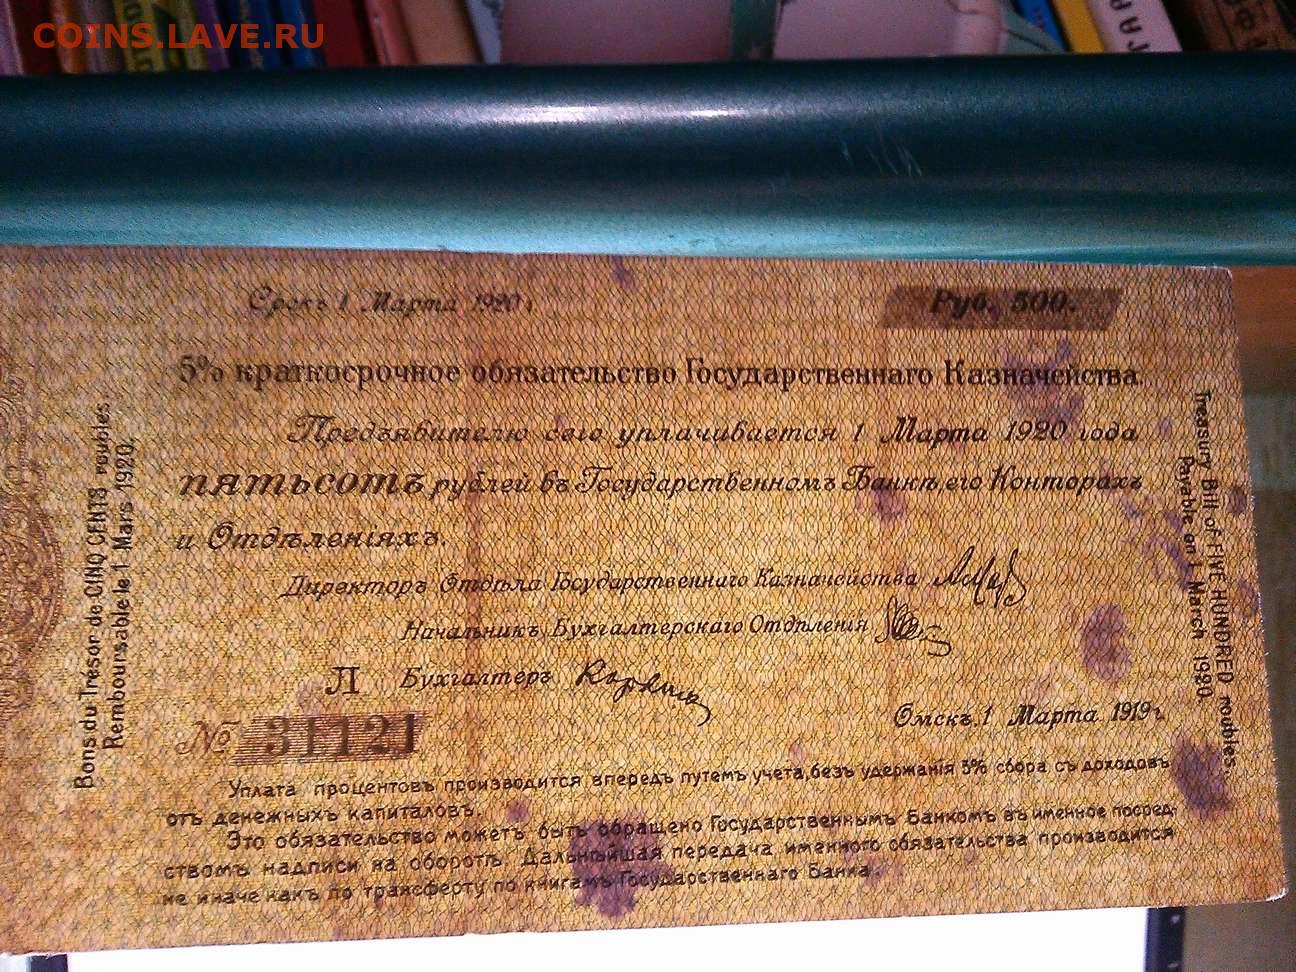 COINS.LAVE.RU
ГАР
Срокъ 1 Марта 1920 г.
Руб. 500.
5% краткосрочное обязательство Государственнаго Казначейства.
Предъявителю сего уплачивается 1 Марта 1920 года
пятьсотъ рублей въ Государственномъ Банкѣ, его Конторахъ
и Отдѣленіяхъ.
Директоръ Отдѣла Государственнаго Казначейства
Начальникъ Бухгалтерскаго Отдѣленія
Л Бухгалтеръ
№ 31121
Омскъ, 1 Марта 1919 г.
Уплата процентовъ производится впередъ путемъ учета, безъ удержанія 5% сбора съ доходовъ
отъ денежныхъ капиталовъ.
Это обязательство можетъ быть обращено Государственнымъ Банкомъ въ именное посред-
ствомъ надписи на оборотѣ. Дальнѣйшая передача именного обязательства производится
не иначе какъ по трансферту по книгамъ Государственнаго Банка.
Bons du Trésor de CINQ CENTS roubles
Remboursable le 1 Mars 1920.
Treasury Bill of FIVE HUNDRED roubles.
Payable on 1 March 1920.